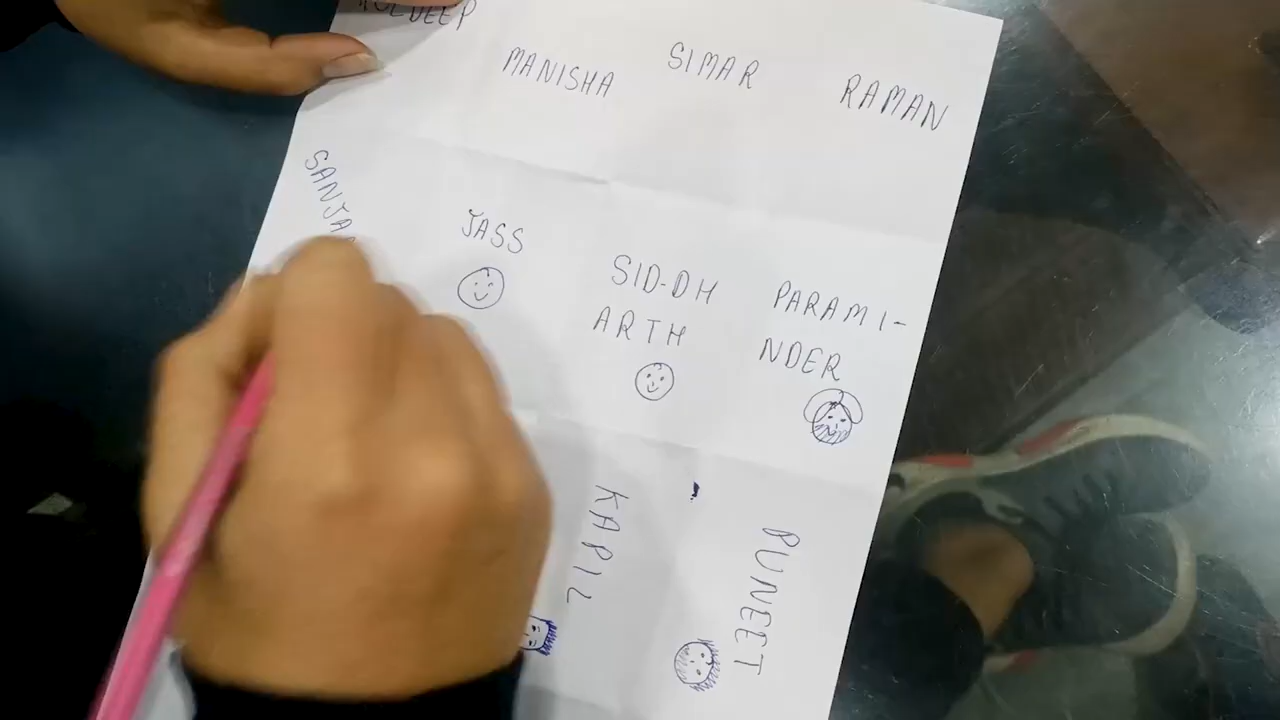 MANISHA
SIMAR
RAMAN
JASS
SID-DH
ARTH
PARAMI-
NDER
KAPIL
PUNEET